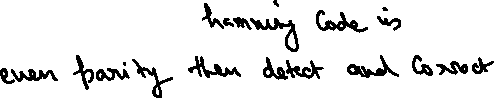 hamming Code is
even parity then detect and Correct